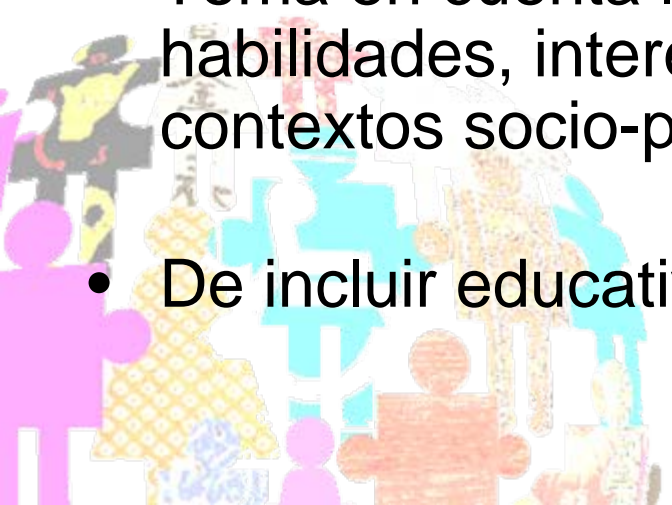 habilidades, inter
contextos socio-p
• De incluir educati